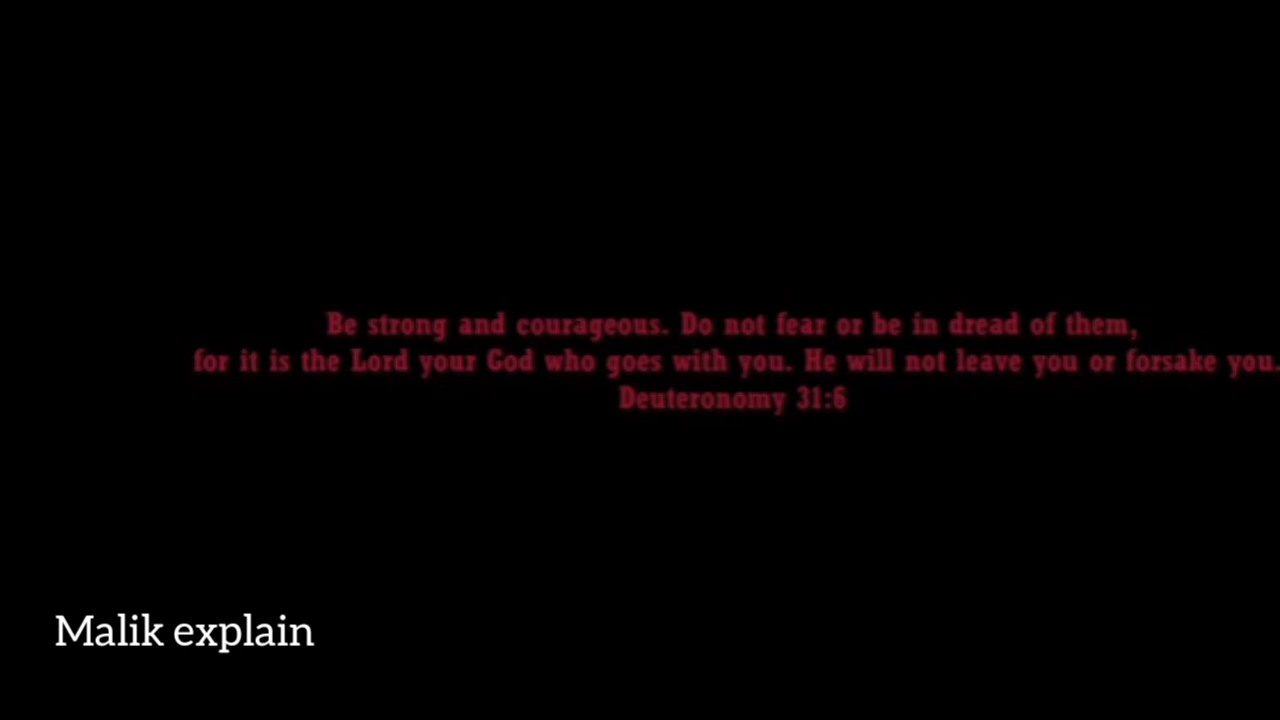 Be strong and courageous. Do not fear or be in dread of them,
for it is the Lord your God who goes with you. He will not leave you or forsake you.
Deuteronomy 31:6
Malik explain